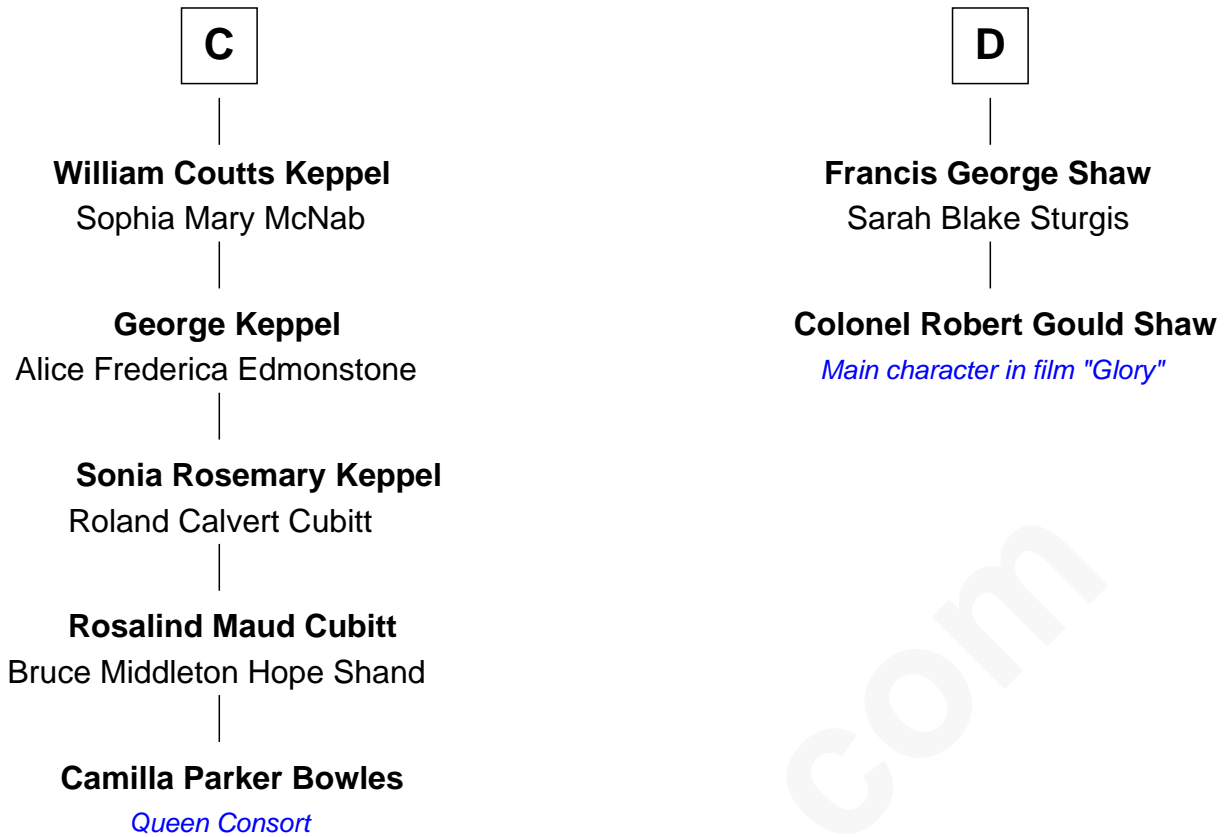 C
William Coutts Keppel
Sophia Mary McNab
George Keppel
Alice Frederica Edmonstone
Sonia Rosemary Keppel
Roland Calvert Cubitt
Rosalind Maud Cubitt
Bruce Middleton Hope Shand
Camilla Parker Bowles
Queen Consort
D
Francis George Shaw
Sarah Blake Sturgis
Colonel Robert Gould Shaw
Main character in film "Glory"
com